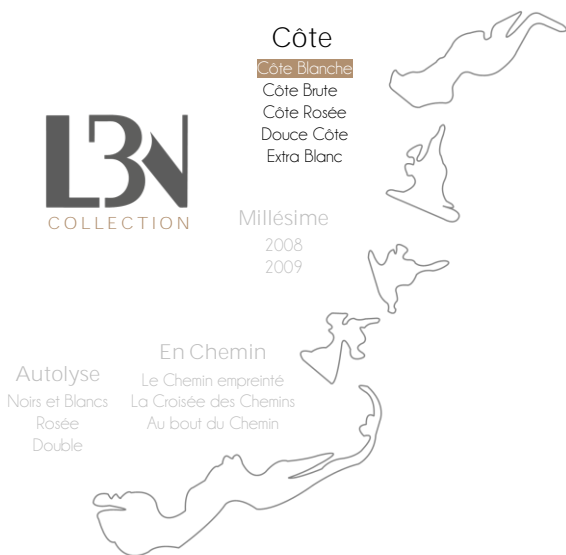 Côte
Côte Blanche
Côte Brute
Côte Rosée
Douce Côte
Extra Blanc
LBN
COLLECTION
Millésime
2008
2009
En Chemin
Le Chemin empreinté
La Croisée des Chemins
Au bout du Chemin
Autolyse
Noirs et Blancs
Rosée
Double